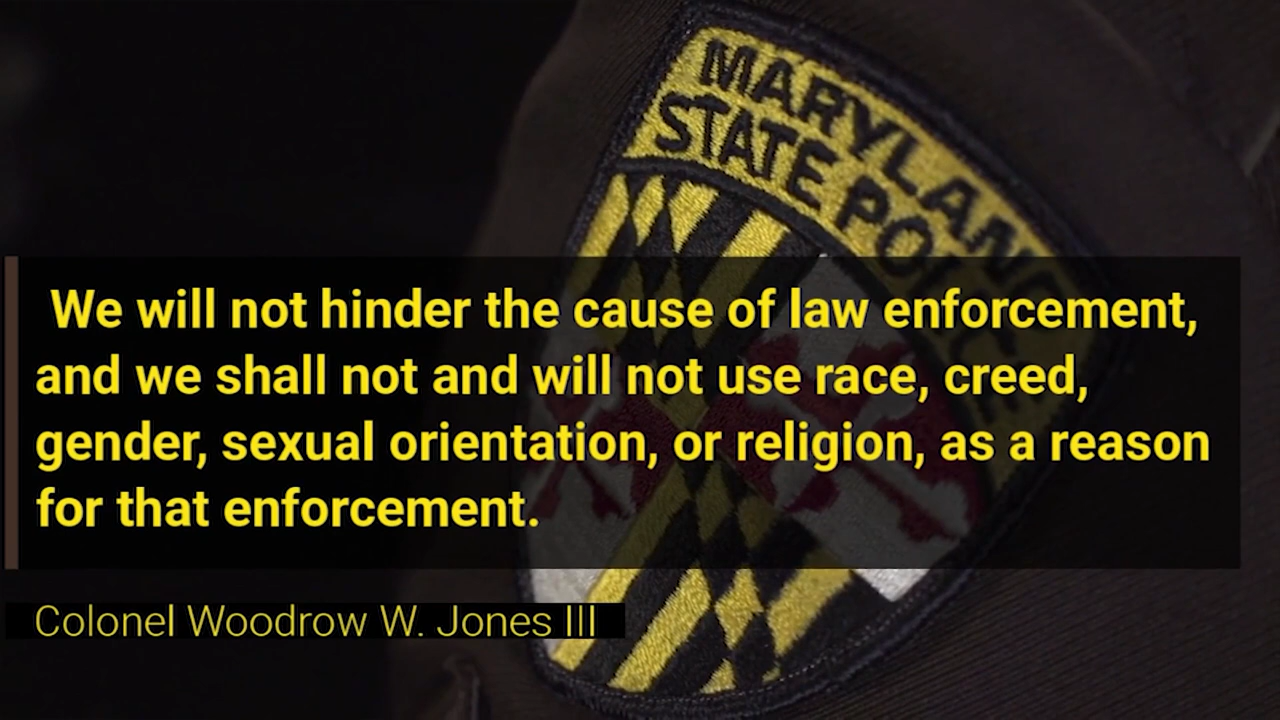 MARYLAND
STATE POLICE
We will not hinder the cause of law enforcement,
and we shall not and will not use race, creed,
gender, sexual orientation, or religion, as a reason
for that enforcement.
Colonel Woodrow W. Jones III